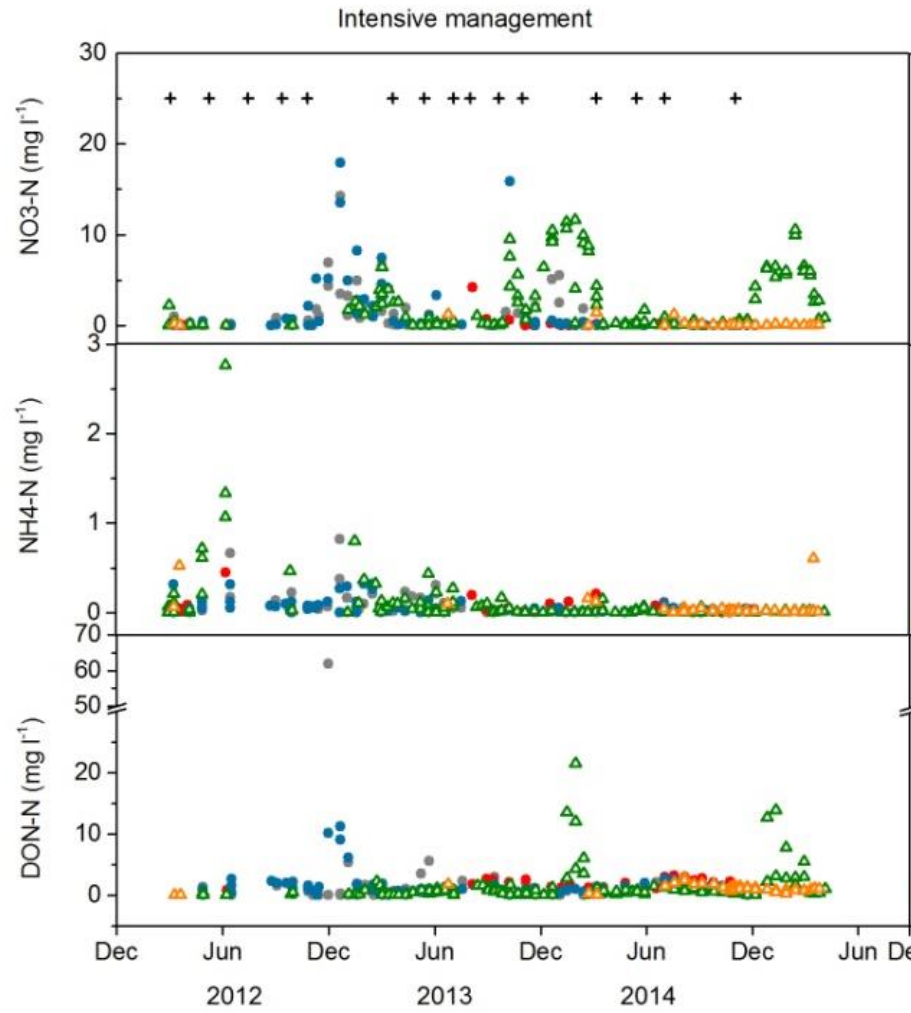 Intensive management
30
20
10
0
NO3-N (mg l-1)
3
2
1
0
NH4-N (mg l-1)
70
60
50
20
10
0
DON-N (mg l-1)
Dec Jun Dec Jun Dec Jun Dec Jun De
2012 2013 2014